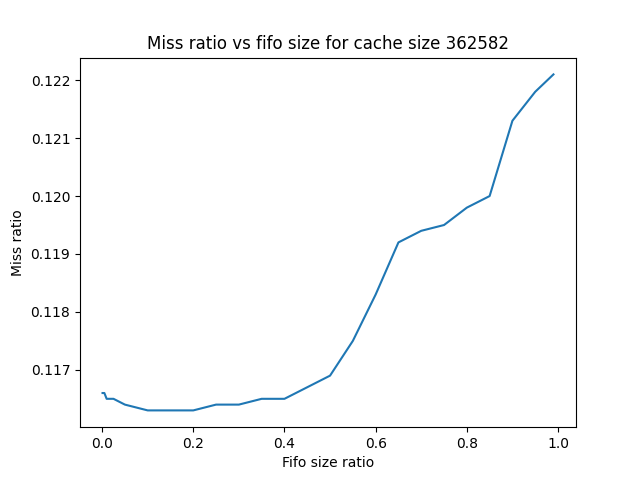 Miss ratio vs fifo size for cache size 362582
0.122
0.121
0.120
0.119
0.118
0.117
Miss ratio
0.0 0.2 0.4 0.6 0.8 1.0
Fifo size ratio